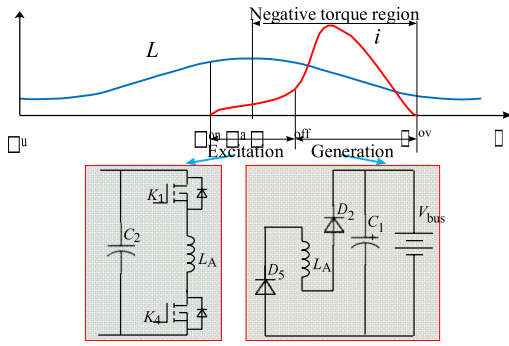 Negative torque region
L
i
□on □a □ off □ov
□u □
Excitation Generation
K1
C2
LA
K4
D2
C1
+
Vbus
D5
LA